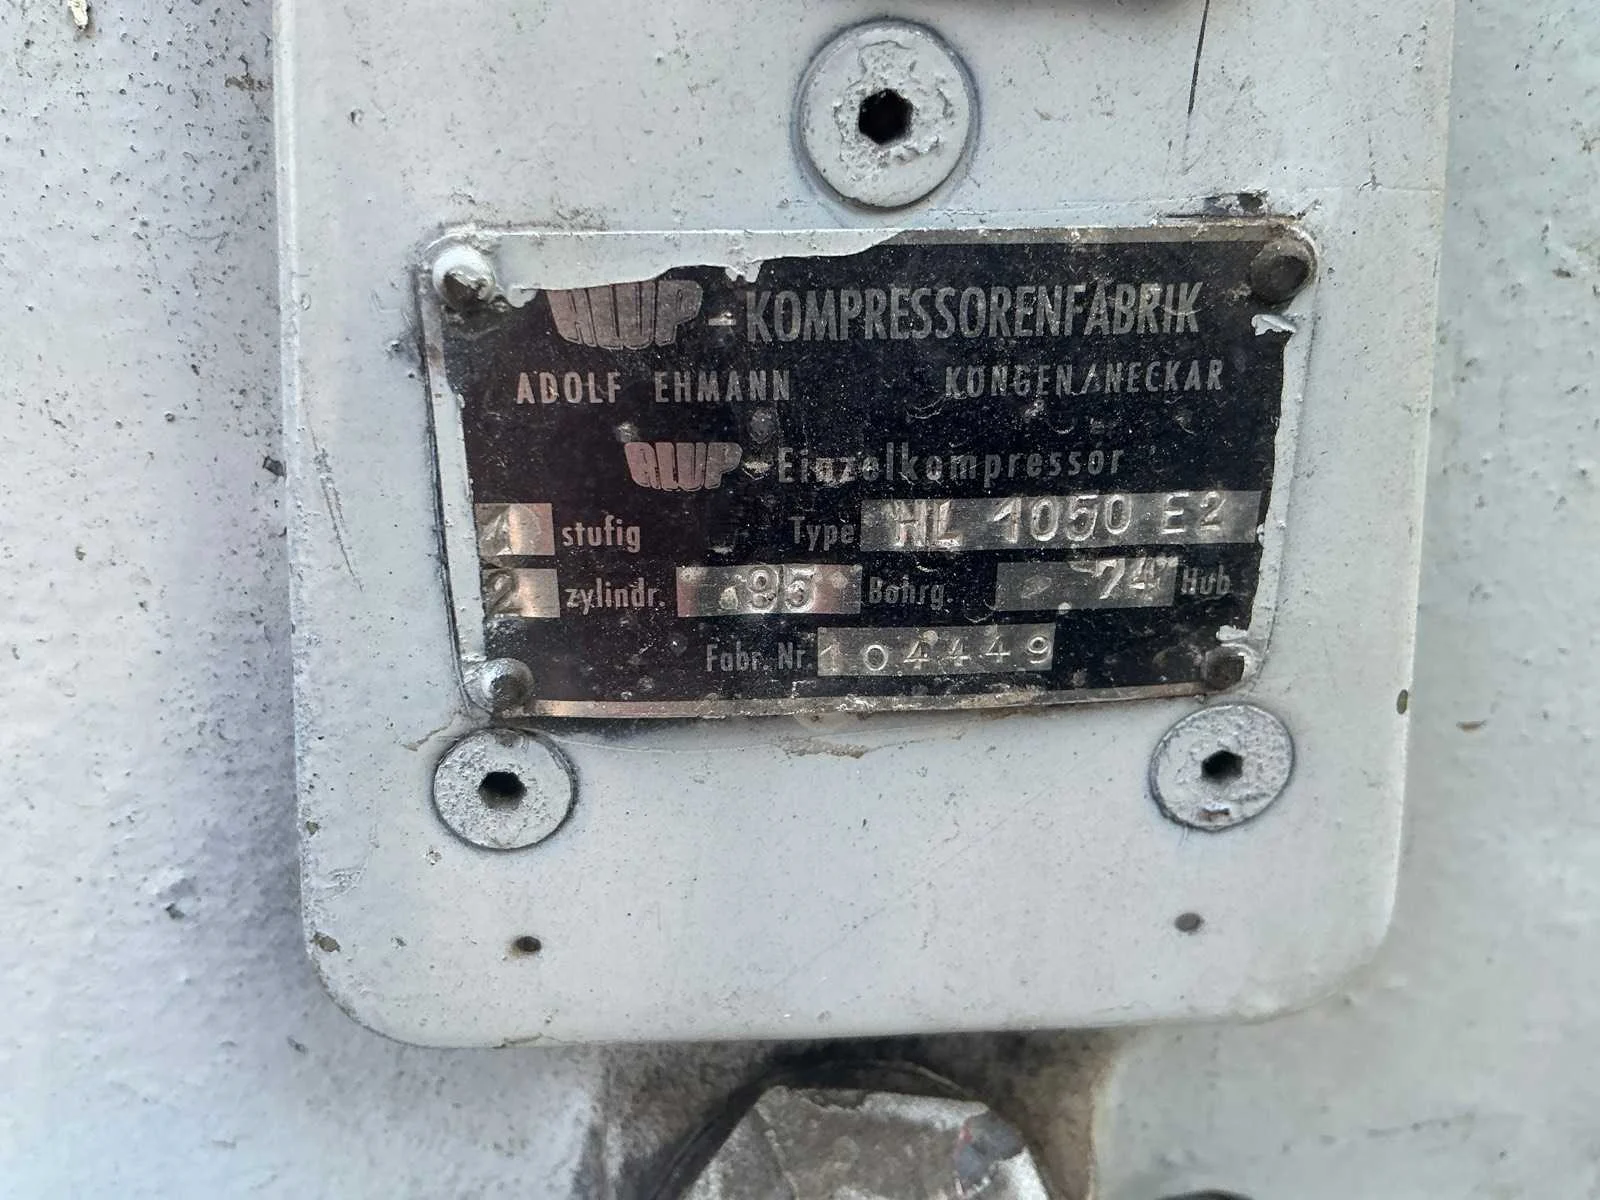 ALUP-KOMPRESSORENFABRIK
ADOLF EHMANN KÖNGEN/NECKAR
ALUP-Einzelkompressor
1 stufig Type HL 1050 E2
2 zylindr. 95 Bohrg. 74 Hub
Fabr. Nr. 104449